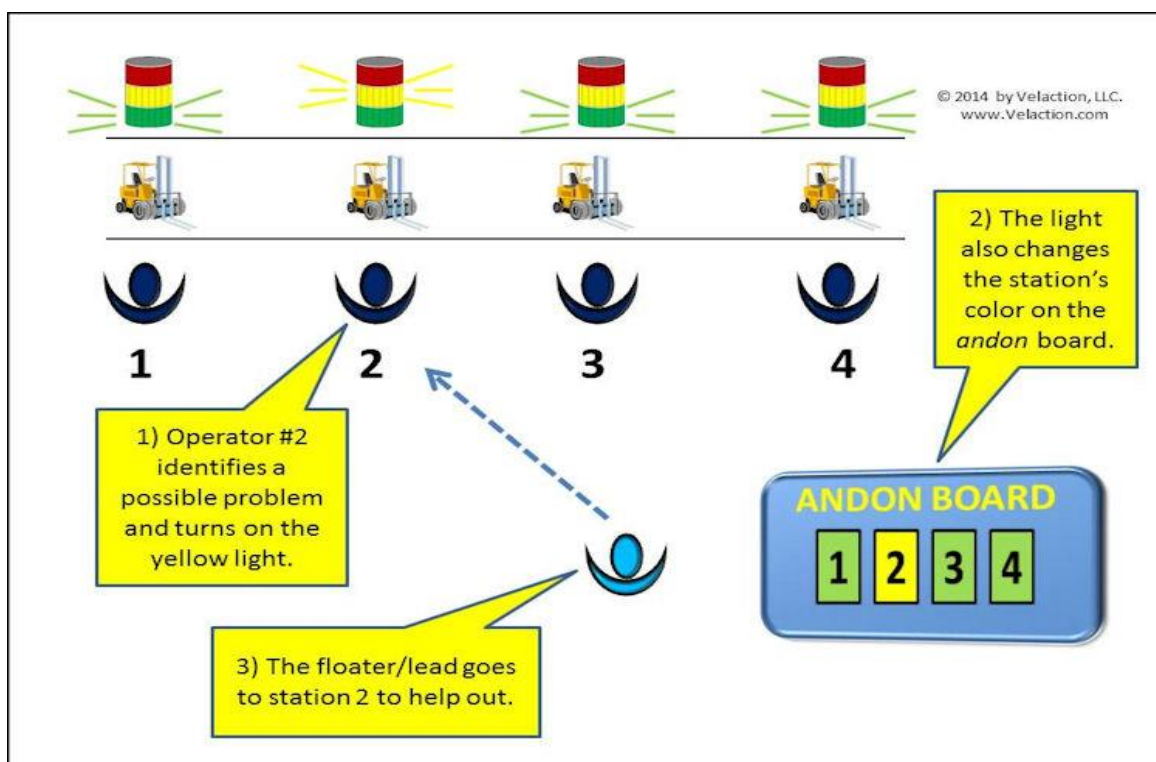 © 2014 by Velaction, LLC.
www.Velaction.com
2) The light
also changes
the station's
color on the
andon board.
1
2
3
4
1) Operator #2
identifies a
possible problem
and turns on the
yellow light.
ANDON BOARD
1 2 3 4
3) The floater/lead goes
to station 2 to help out.